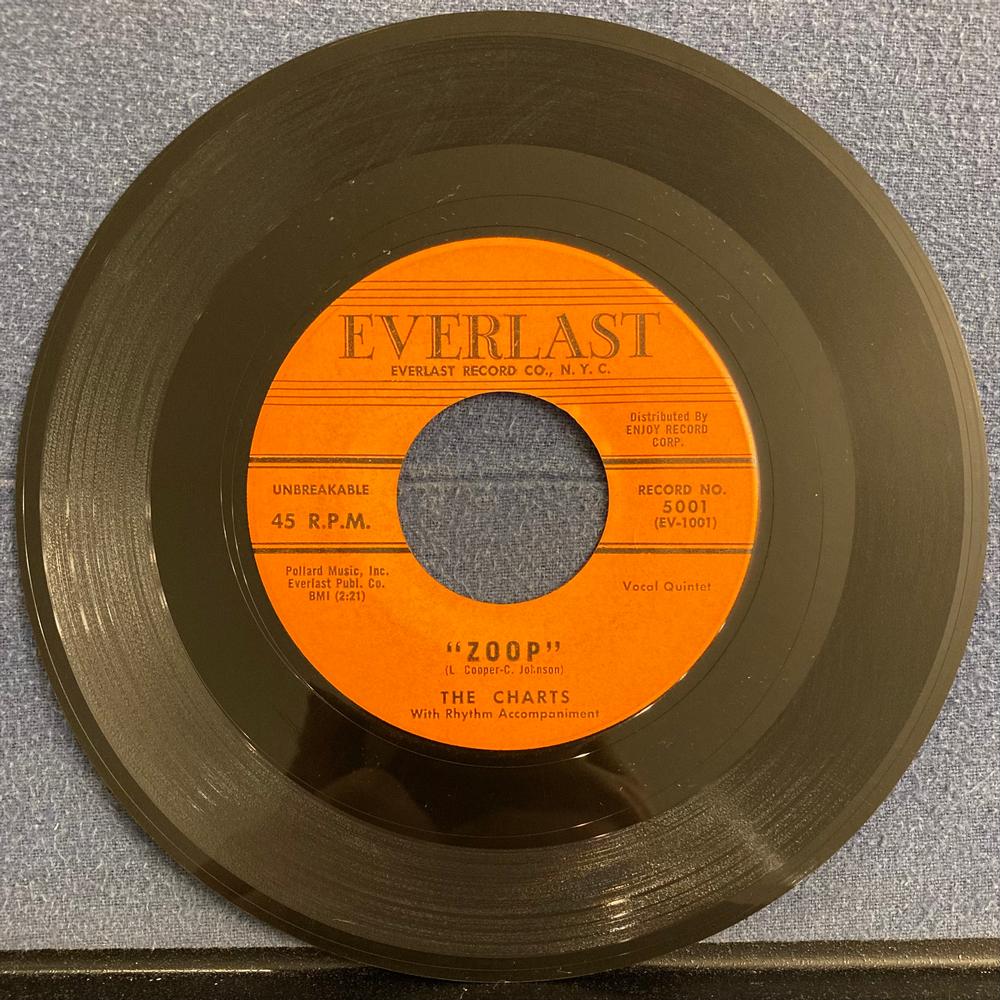 EVERLAST
EVERLAST RECORD CO., N. Y. C.
Distributed By
ENJOY RECORD
CORP.
UNBREAKABLE
45 R.P.M.
RECORD NO.
5001
(EV-1001)
Pollard Music, Inc.
Everlast Publ. Co.
BMI (2:21)
Vocal Quintet
"ZOOP"
(L Cooper-C. Johnson)
THE CHARTS
With Rhythm Accompaniment